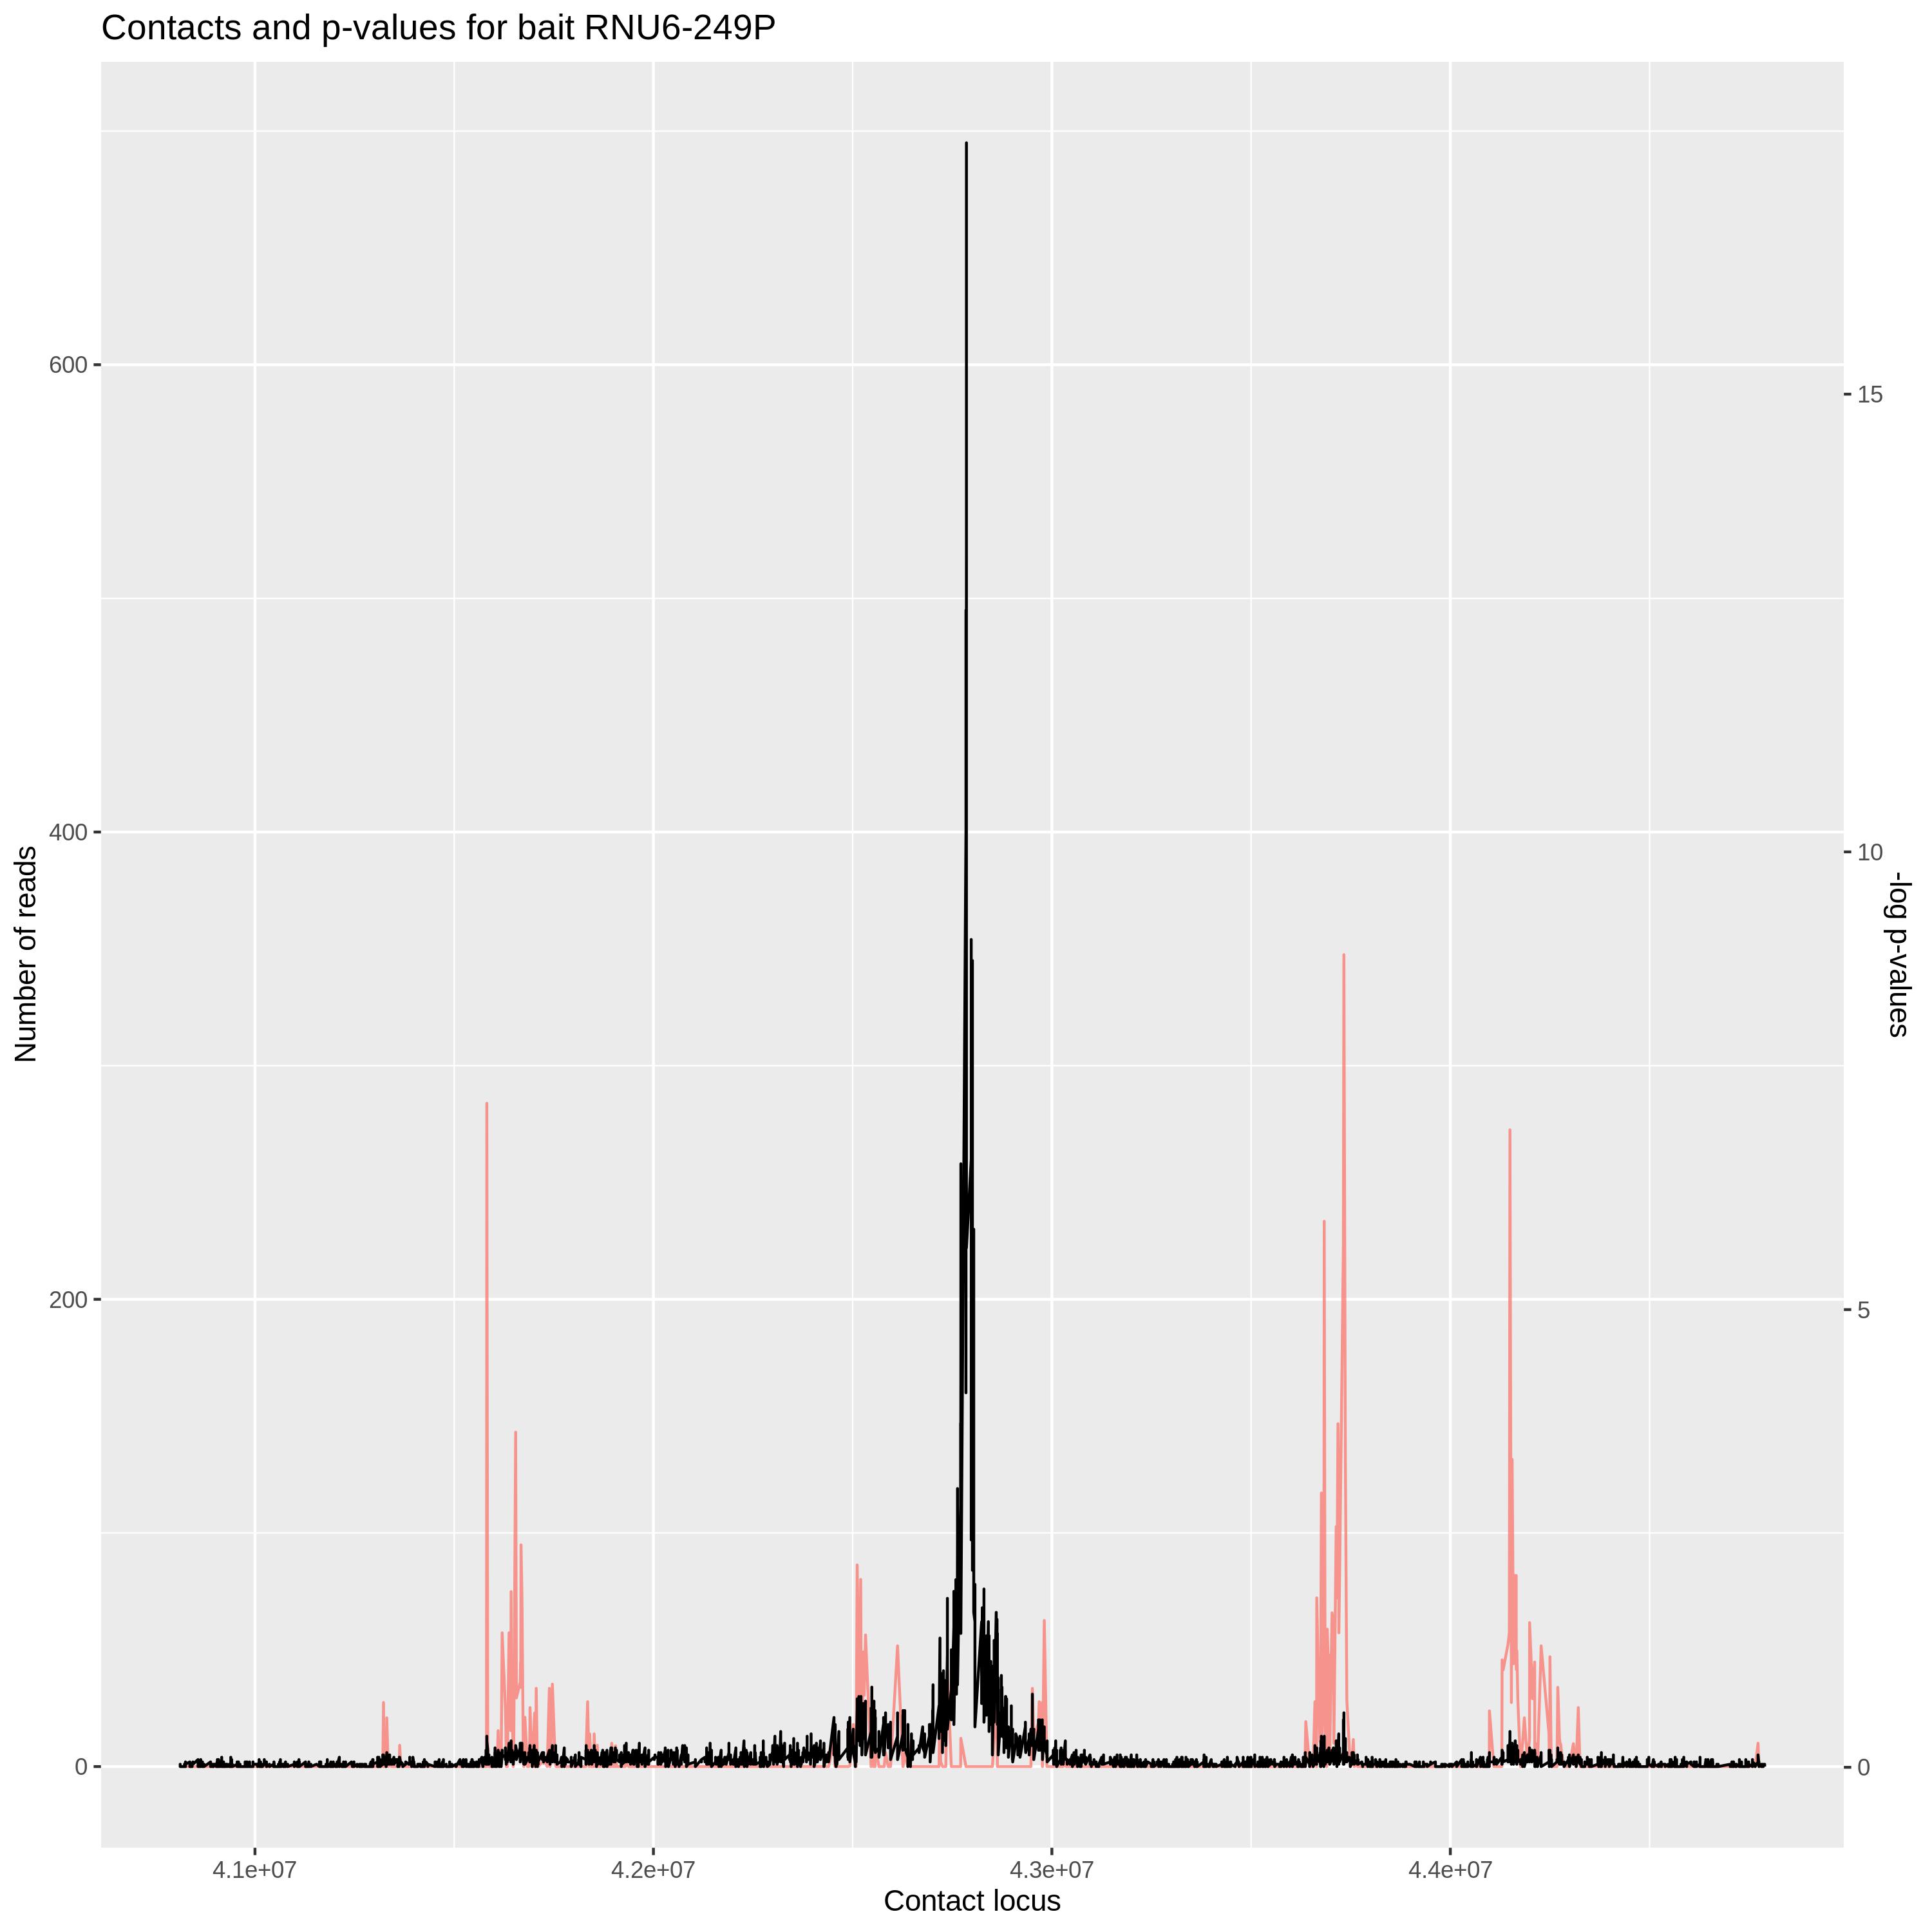 Contacts and p-values for bait RNU6-249P
600
400
200
0
Number of reads
15
10
5
0
-log p-values
4.1e+07
4.2e+07
4.3e+07
4.4e+07
Contact locus